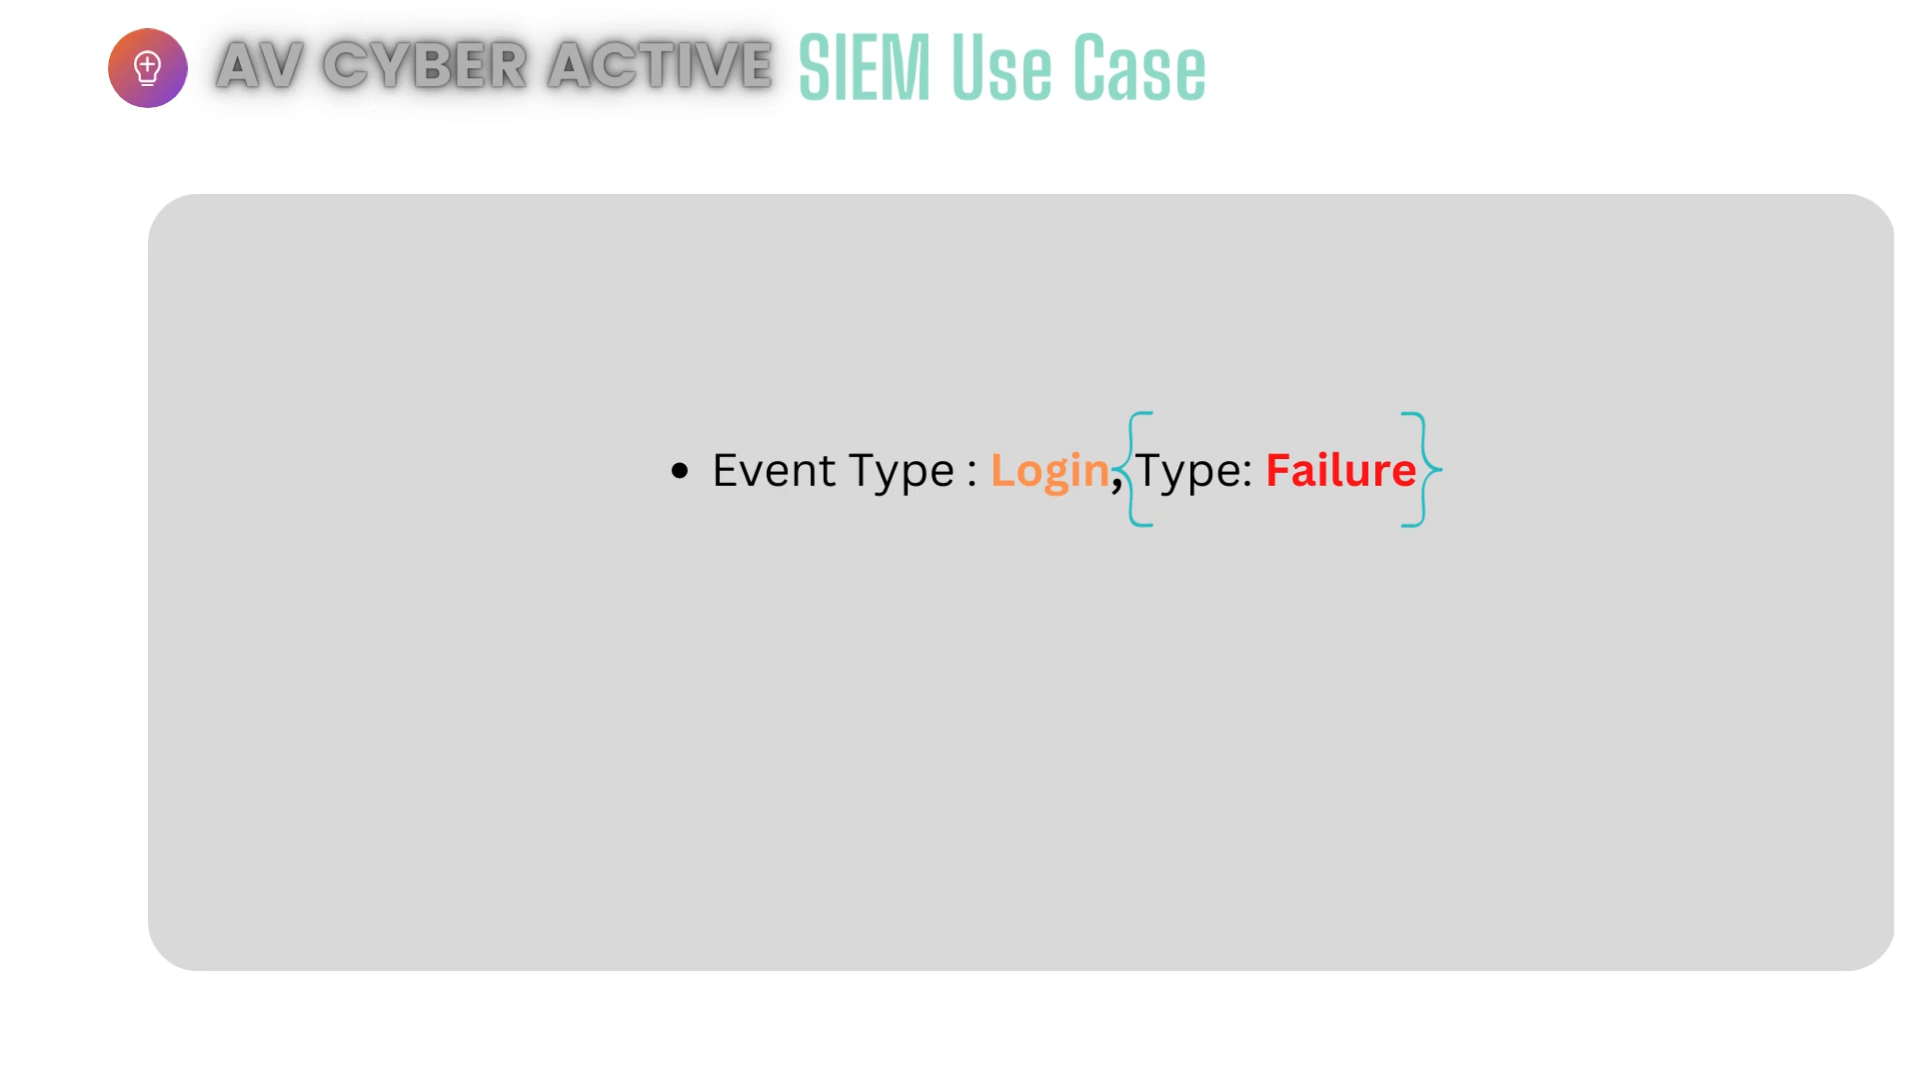 AV CYBER ACTIVE SIEM Use Case
• Event Type : Login,{Type: Failure}